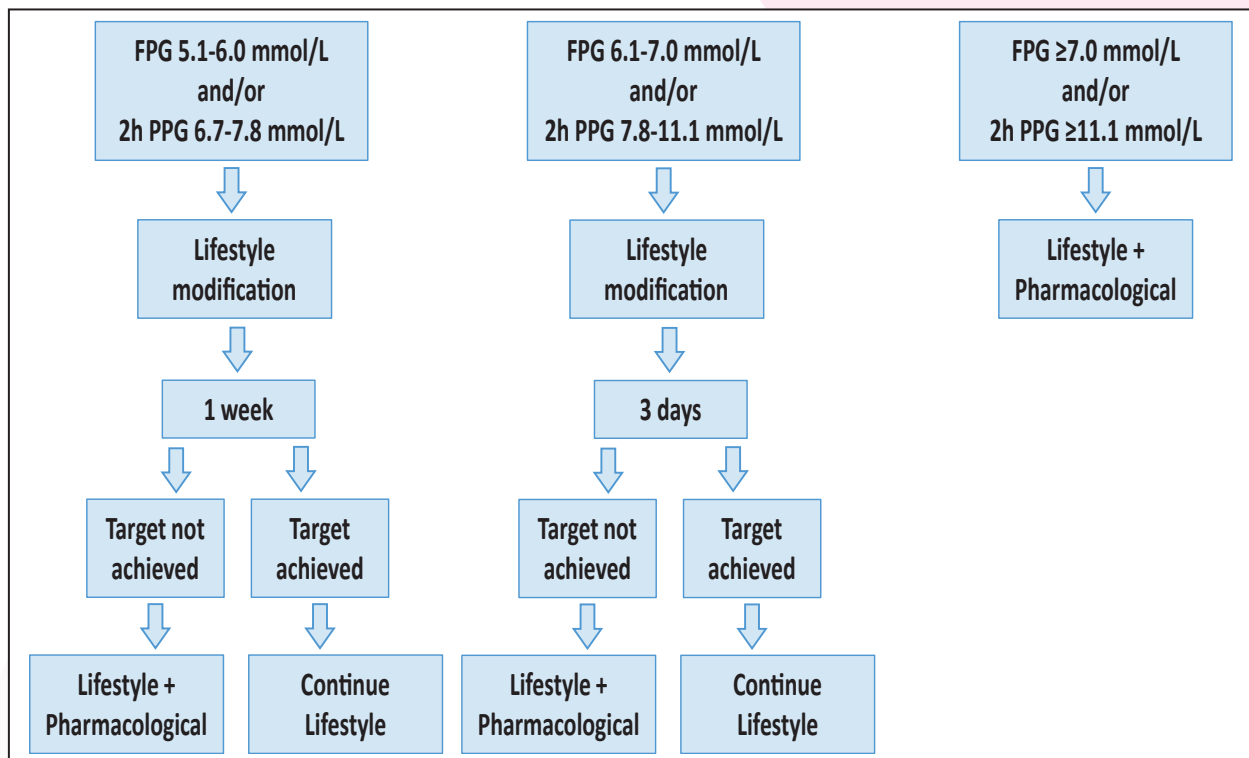 FPG 5.1-6.0 mmol/L
and/or
2h PPG 6.7-7.8 mmol/L
Lifestyle
modification
1 week
Target not
achieved
Target
achieved
Lifestyle +
Pharmacological
Continue
Lifestyle
FPG 6.1-7.0 mmol/L
and/or
2h PPG 7.8-11.1 mmol/L
Lifestyle
modification
3 days
Target not
achieved
Target
achieved
Lifestyle +
Pharmacological
Continue
Lifestyle
FPG ≥7.0 mmol/L
and/or
2h PPG ≥11.1 mmol/L
Lifestyle +
Pharmacological